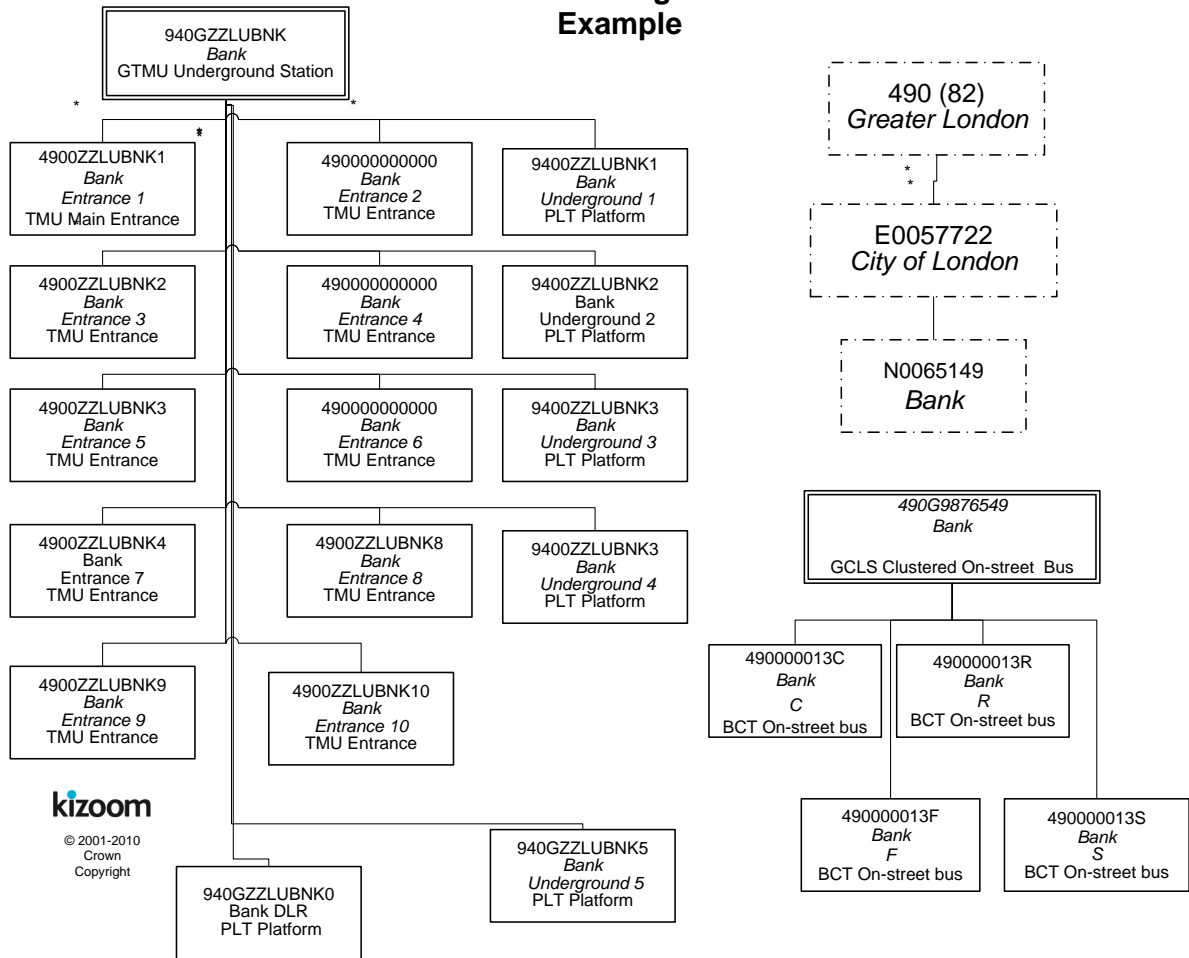 Example
940GZZLUBNK
Bank
GTMU Underground Station
*
*
*
*
4900ZZLUBNK1
Bank
Entrance 1
TMU Main Entrance
490000000000
Bank
Entrance 2
TMU Entrance
9400ZZLUBNK1
Bank
Underground 1
PLT Platform
4900ZZLUBNK2
Bank
Entrance 3
TMU Entrance
490000000000
Bank
Entrance 4
TMU Entrance
9400ZZLUBNK2
Bank
Underground 2
PLT Platform
4900ZZLUBNK3
Bank
Entrance 5
TMU Entrance
490000000000
Bank
Entrance 6
TMU Entrance
9400ZZLUBNK3
Bank
Underground 3
PLT Platform
4900ZZLUBNK4
Bank
Entrance 7
TMU Entrance
4900ZZLUBNK8
Bank
Entrance 8
TMU Entrance
9400ZZLUBNK3
Bank
Underground 4
PLT Platform
4900ZZLUBNK9
Bank
Entrance 9
TMU Entrance
4900ZZLUBNK10
Bank
Entrance 10
TMU Entrance
kizoom
© 2001-2010
Crown
Copyright
940GZZLUBNK0
Bank DLR
PLT Platform
940GZZLUBNK5
Bank
Underground 5
PLT Platform
490 (82)
Greater London
*
*
E0057722
City of London
N0065149
Bank
490G9876549
Bank
GCLS Clustered On-street Bus
490000013C
Bank
C
BCT On-street bus
490000013R
Bank
R
BCT On-street bus
490000013F
Bank
F
BCT On-street bus
490000013S
Bank
S
BCT On-street bus